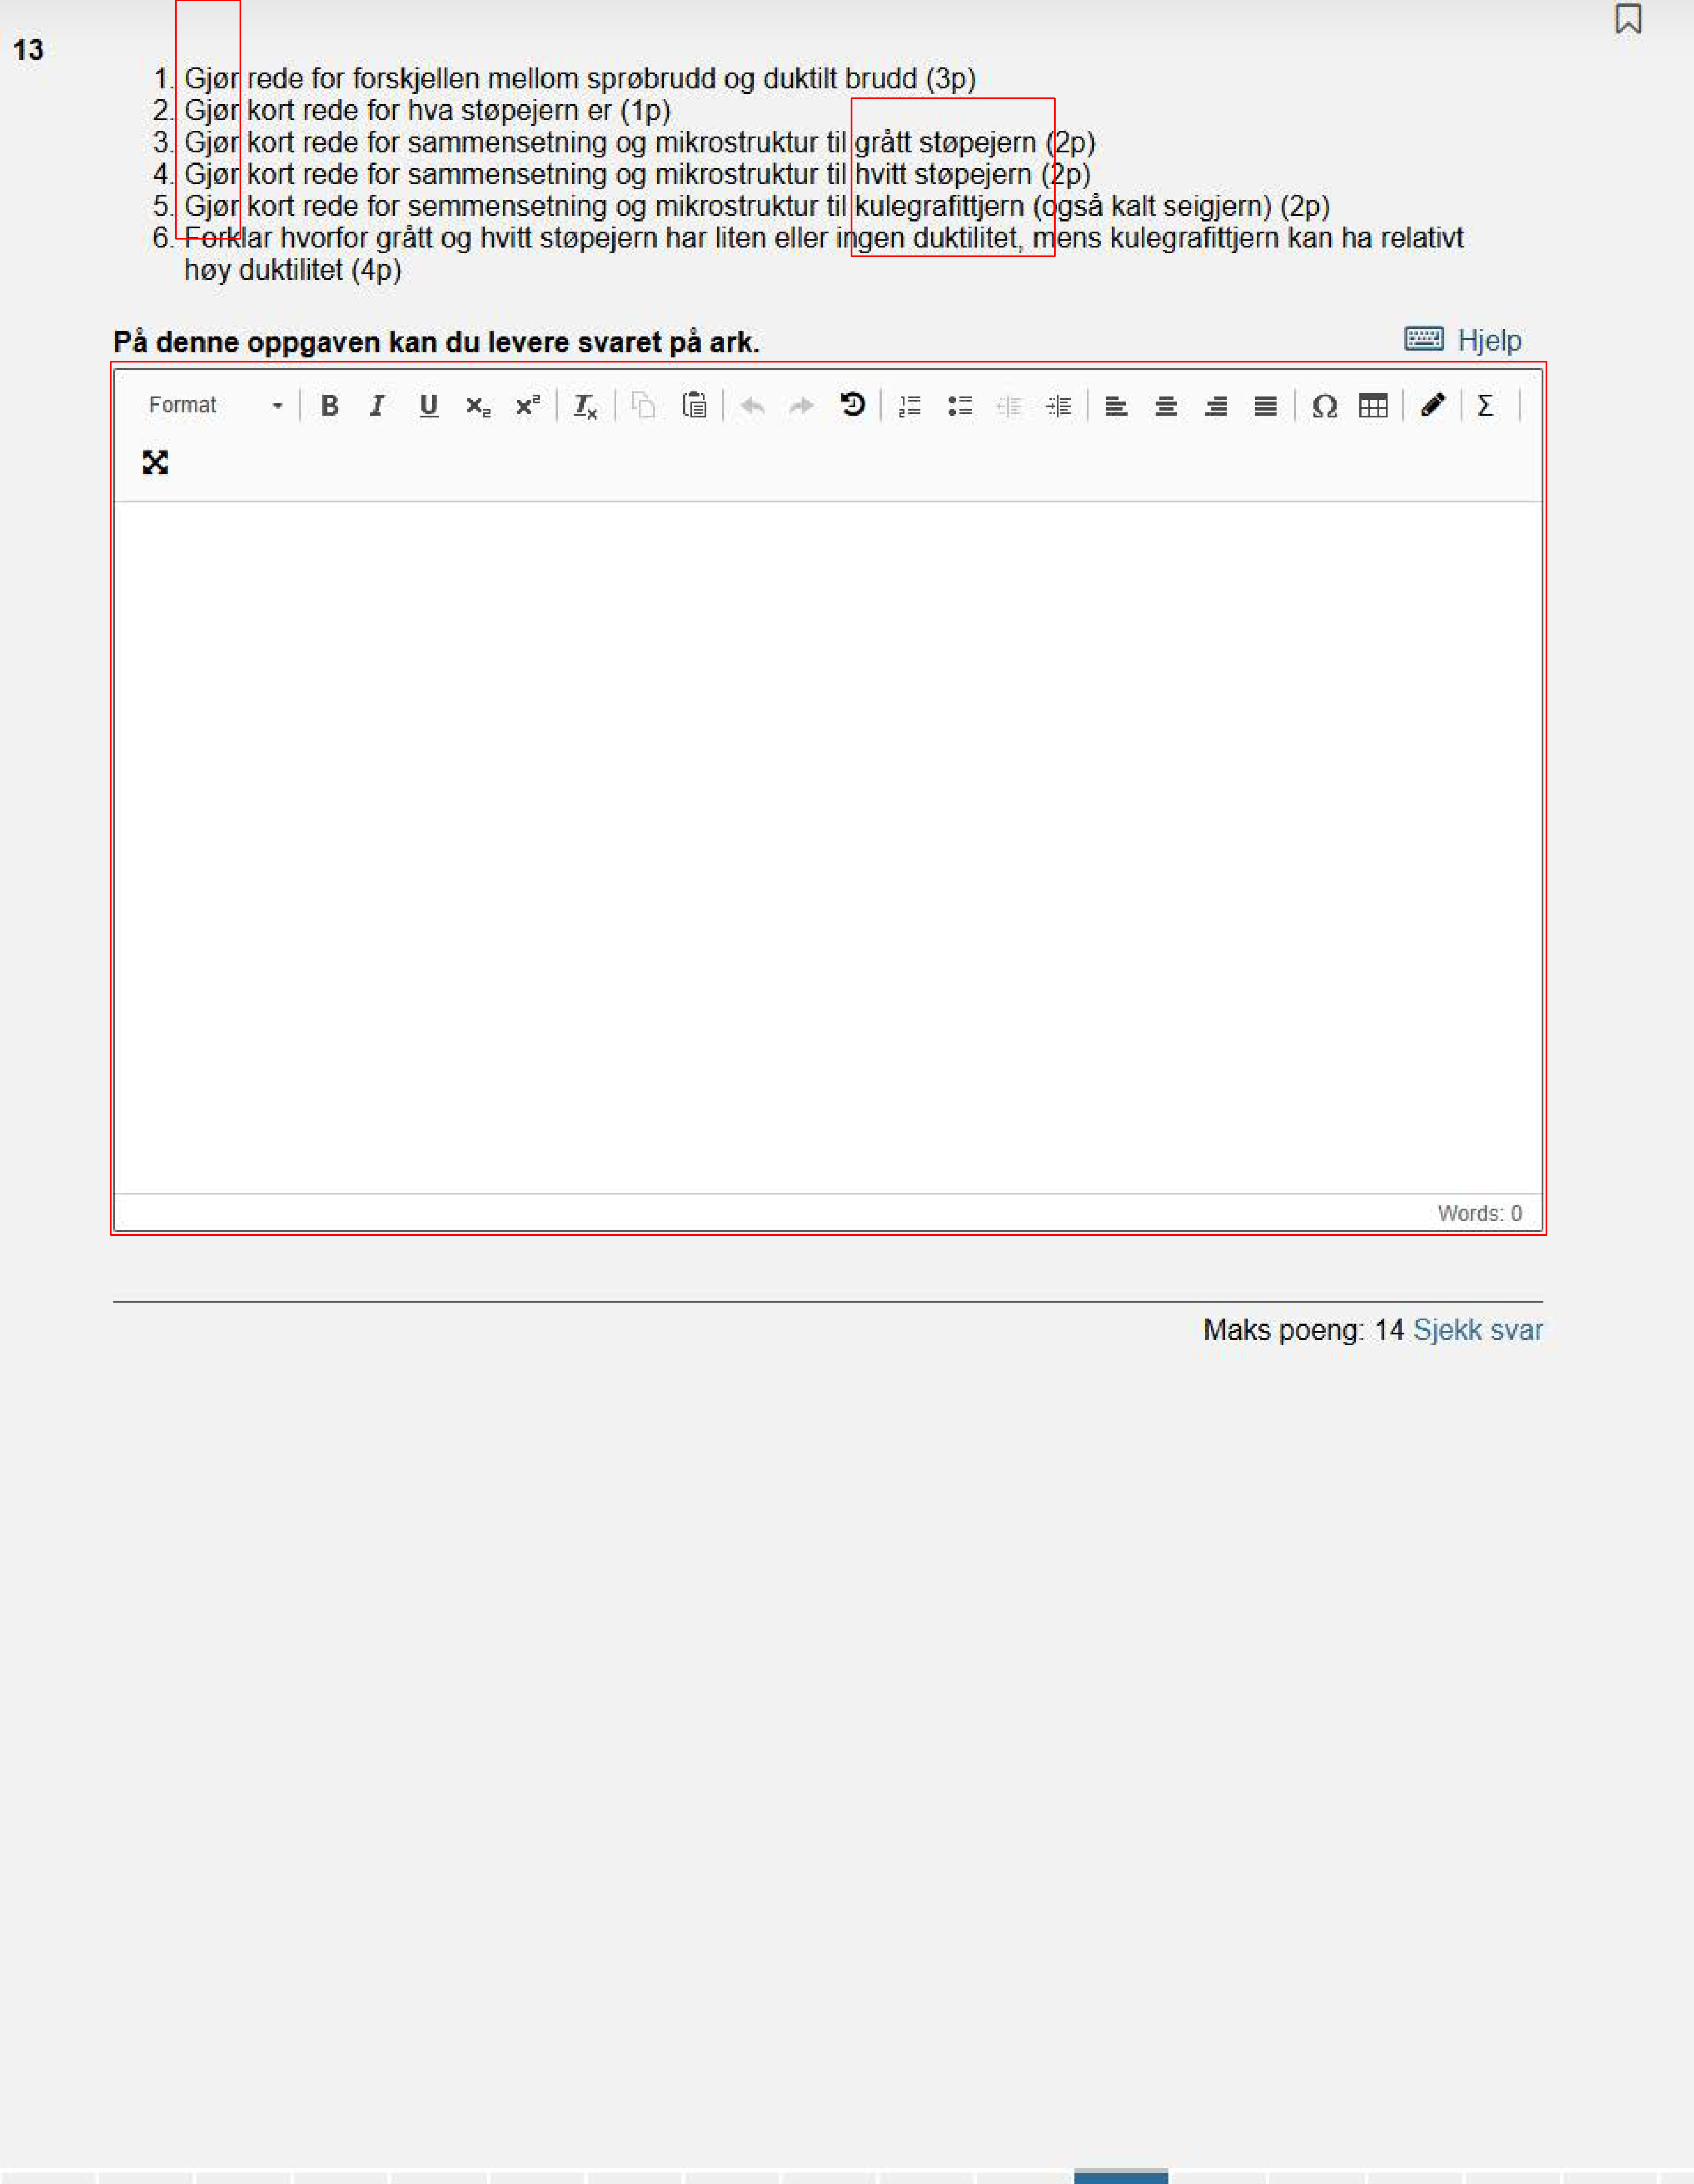 13
1. Gjør rede for forskjellen mellom sprøbrudd og duktilt brudd (3p)
2. Gjør kort rede for hva støpejern er (1p)
3. Gjør kort rede for sammensetning og mikrostruktur til grått støpejern (2p)
4. Gjør kort rede for sammensetning og mikrostruktur til hvitt støpejern (2p)
5. Gjør kort rede for semmensetning og mikrostruktur til kulegrafittjern (også kalt seigjern) (2p)
6. Forklar hvorfor grått og hvitt støpejern har liten eller ingen duktilitet, mens kulegrafittjern kan ha relativt
høy duktilitet (4p)
På denne oppgaven kan du levere svaret på ark.
Hjelp
Format
Words: 0
Maks poeng: 14 Sjekk svar